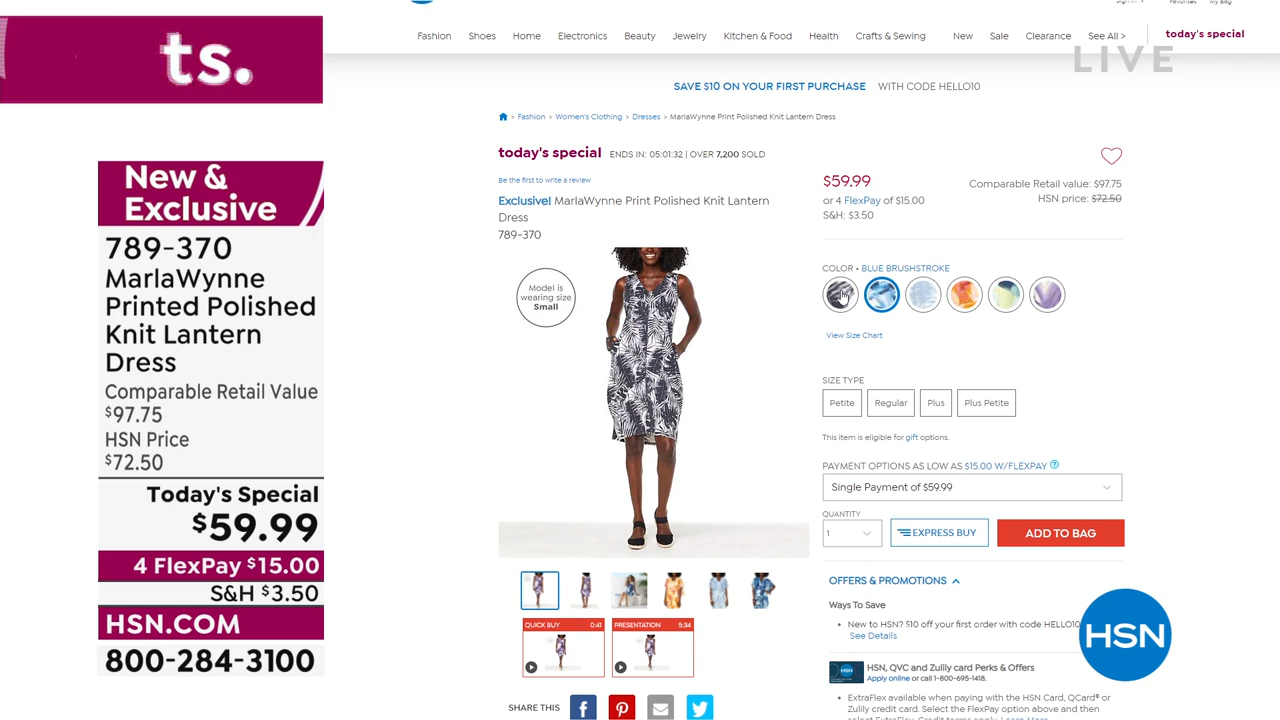 Favorites My Bag
Fashion Shoes Home Electronics Beauty Jewelry Kitchen & Food Health Crafts & Sewing New Sale Clearance See All > today's special
LIVE
ts.
SAVE $10 ON YOUR FIRST PURCHASE WITH CODE HELLO10
> Fashion > Women's Clothing > Dresses > MarlaWynne Print Polished Knit Lantern Dress
today's special ENDS IN: 05:01:32 | OVER 7,200 SOLD
Be the first to write a review
Exclusive! MarlaWynne Print Polished Knit Lantern
Dress
789-370
Model is
wearing size
Small
$59.99
or 4 FlexPay of $15.00
S&H: $3.50
Comparable Retail value: $97.75
HSN price: $72.50
COLOR • BLUE BRUSHSTROKE
View Size Chart
SIZE TYPE
Petite Regular Plus Plus Petite
This item is eligible for gift options.
PAYMENT OPTIONS AS LOW AS $15.00 W/FLEXPAY ?
Single Payment of $59.99
QUANTITY
1 EXPRESS BUY ADD TO BAG
OFFERS & PROMOTIONS
Ways To Save
• New to HSN? $10 off your first order with code HELLO10
See Details
HSN
HSN, QVC and Zulily card Perks & Offers
Apply online or call 1-800-695-1418.
• ExtraFlex available when paying with the HSN Card, QCard® or
Zulily credit card. Select the FlexPay option above and then
select ExtraFlex. Credit terms apply. Learn More
QUICK BUY 0:41 PRESENTATION 5:34
SHARE THIS
New &
Exclusive
789-370
MarlaWynne
Printed Polished
Knit Lantern
Dress
Comparable Retail Value
$97.75
HSN Price
$72.50
Today's Special
$59.99
4 FlexPay $15.00
S&H $3.50
HSN.COM
800-284-3100
HSN